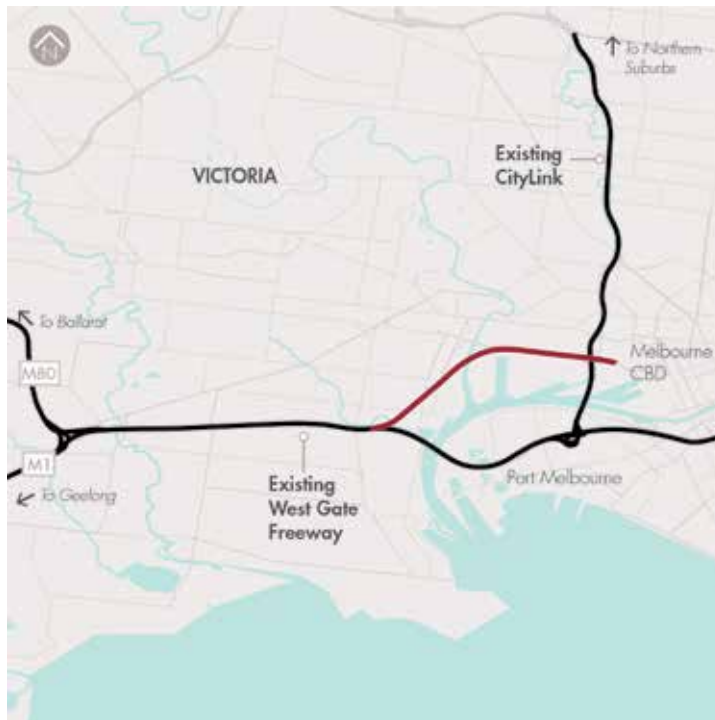 N
To Northern
Suburbs
Existing
CityLink
VICTORIA
To Ballarat
M80
Melbourne
CBD
M1
To Geelong
Existing
West Gate
Freeway
Port Melbourne